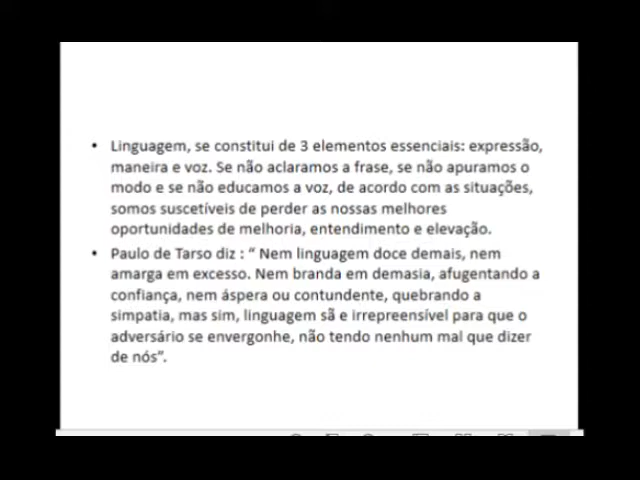 • Linguagem, se constitui de 3 elementos essenciais: expressão,
maneira e voz. Se não aclaramos a frase, se não apuramos o
modo e se não educamos a voz, de acordo com as situações,
somos suscetíveis de perder as nossas melhores
oportunidades de melhoria, entendimento e elevação.
• Paulo de Tarso diz : “ Nem linguagem doce demais, nem
amarga em excesso. Nem branda em demasia, afugentando a
confiança, nem áspera ou contundente, quebrando a
simpatia, mas sim, linguagem sã e irrepreensível para que o
adversário se envergonhe, não tendo nenhum mal que dizer
de nós”.